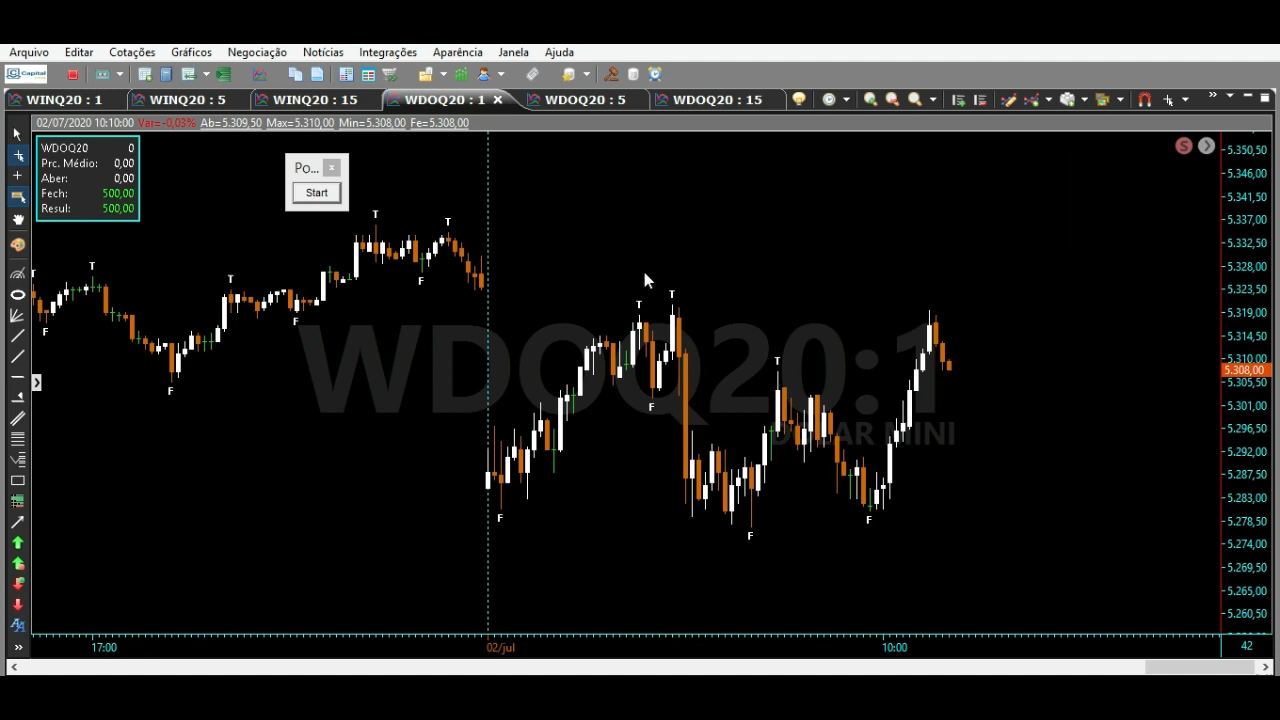 Arquivo Editar Cotações Gráficos Negociação Notícias Integrações Aparência Janela Ajuda
Capital
WINQ20 : 1 WINQ20 : 5 WINQ20 : 15 WDOQ20 : 1 WDOQ20 : 5 WDOQ20 : 15
02/07/2020 10:10:00 Var=-0,03% Ab=5.309,50 Max=5.310,00 Min=5.308,00 Fe=5.308,00
WDOQ20 0
Prc. Médio: 0,00
Aber: 0,00
Fech: 500,00
Resul: 500,00
Po... x
Start
S
5.350,50
5.346,00
5.341,50
5.337,00
5.332,50
5.328,00
5.323,50
5.319,00
5.314,50
5.310,00
5.308,00
5.305,50
5.301,00
5.296,50
5.292,00
5.287,50
5.283,00
5.278,50
5.274,00
5.269,50
5.265,00
5.260,50
T T
T T
T T
T
T
F F
F F
F
F F
F
WDOQ20:1
DOLAR MINI
17:00 02/jul 10:00 42